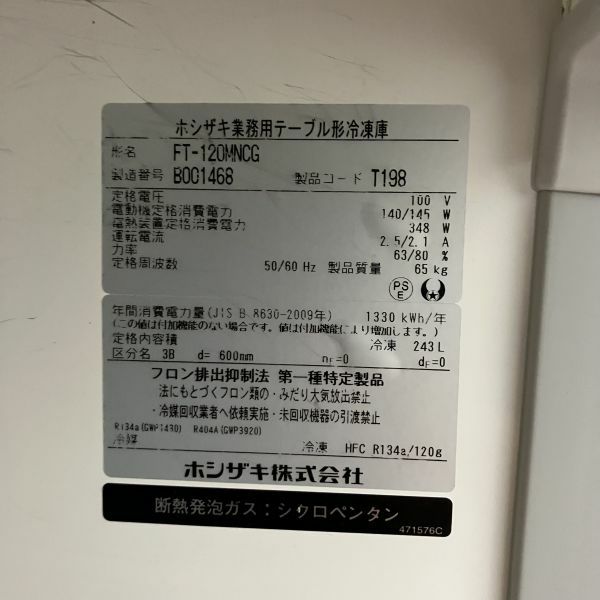 ホシザキ業務用テーブル形冷凍庫
形名 FT-120MNCG
製造番号 B001468 製品コード T198
定格電圧 100 V
電動機定格消費電力 140/145 W
電熱装置定格消費電力 348 W
運転電流 2.5/2.1 A
力率 63/80 %
定格周波数 50/60 Hz 製品質量 65 kg
PS
E
年間消費電力量(JIS B 8630-2009年) 1330 kWh/年
(この値は付加機能のない場合です。値は付加機能により増加します。)
定格内容積 冷凍 243 L
区分名 3B d= 600mm nF=0 dF=0
フロン排出抑制法 第一種特定製品
法にもとづくフロン類の・みだり大気放出禁止
・冷媒回収業者へ依頼実施・未回収機器の引渡禁止
R134a(GWP1430) R404A(GWP3920)
冷媒 冷凍 HFC R134a/120g
ホシザキ株式会社
断熱発泡ガス：シクロペンタン
471576C